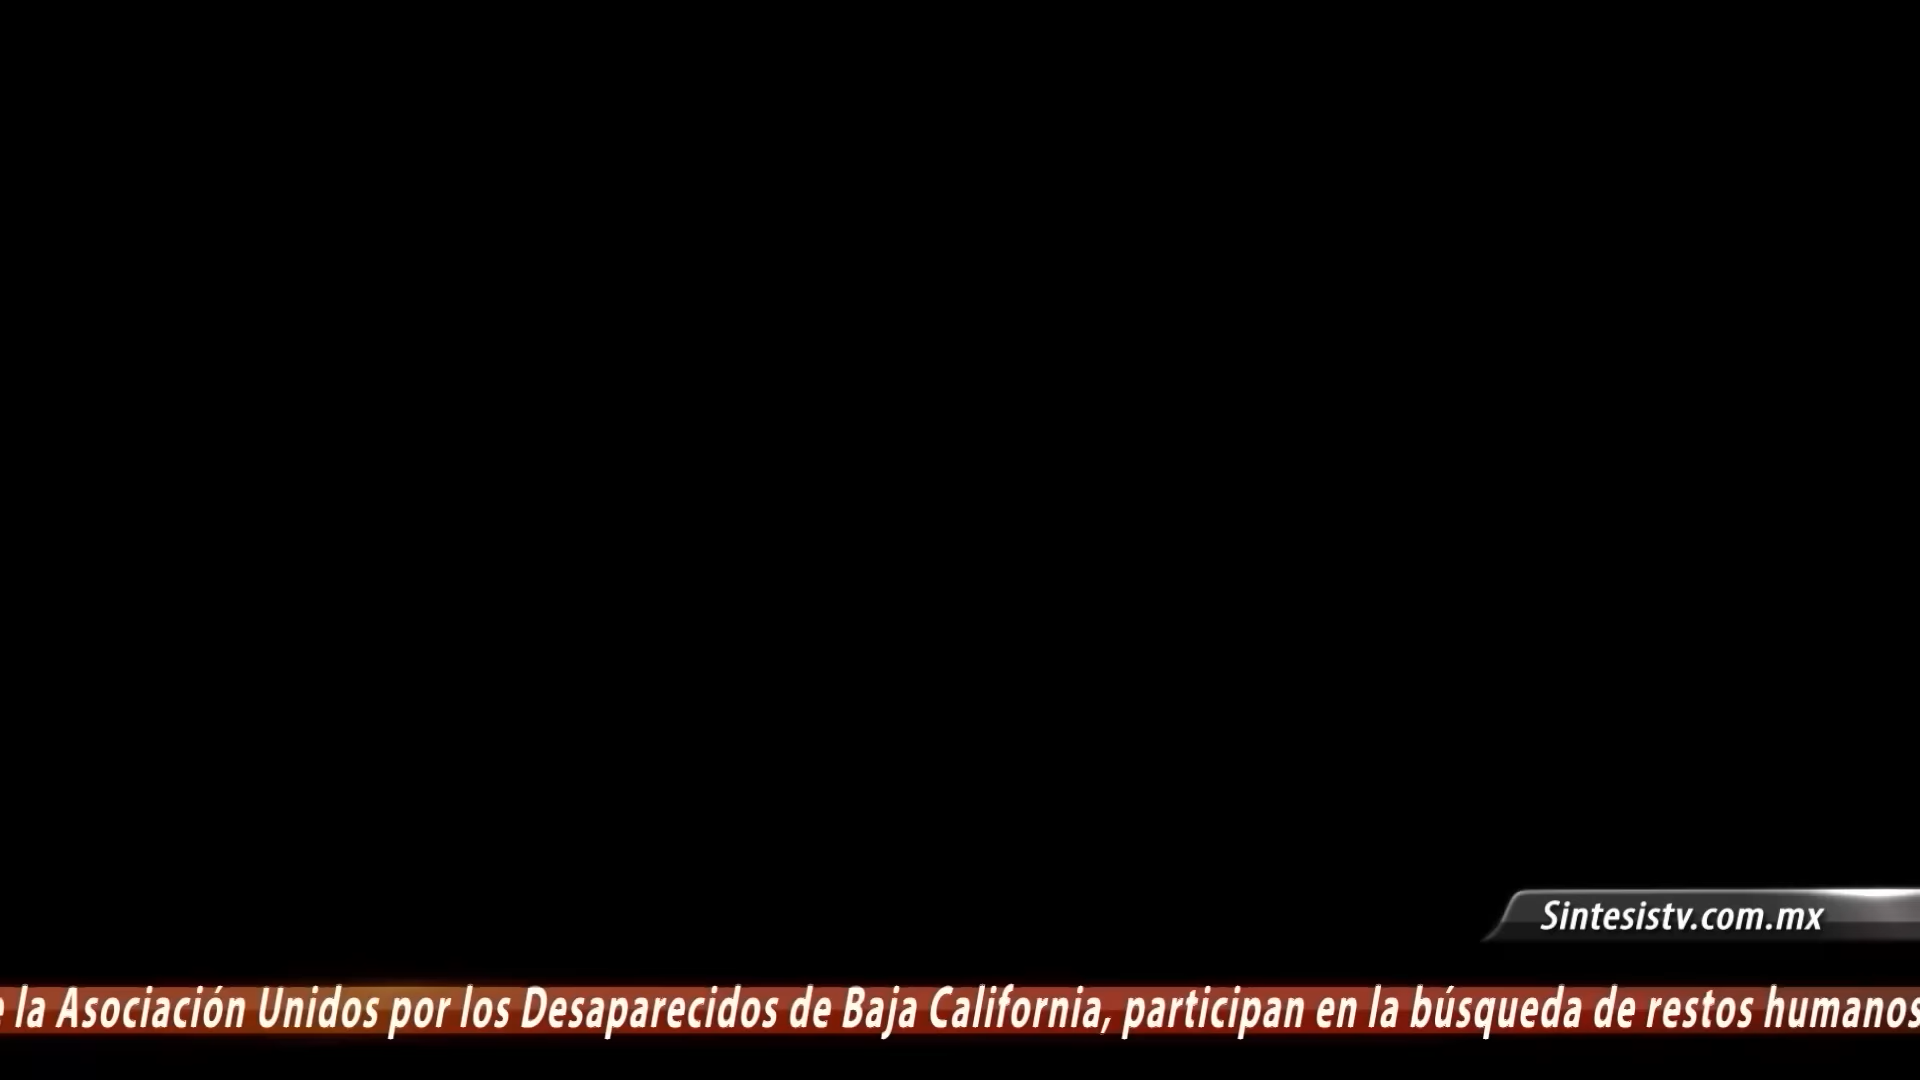 Sintesistv.com.mx
la Asociación Unidos por los Desaparecidos de Baja California, participan en la búsqueda de restos humanos